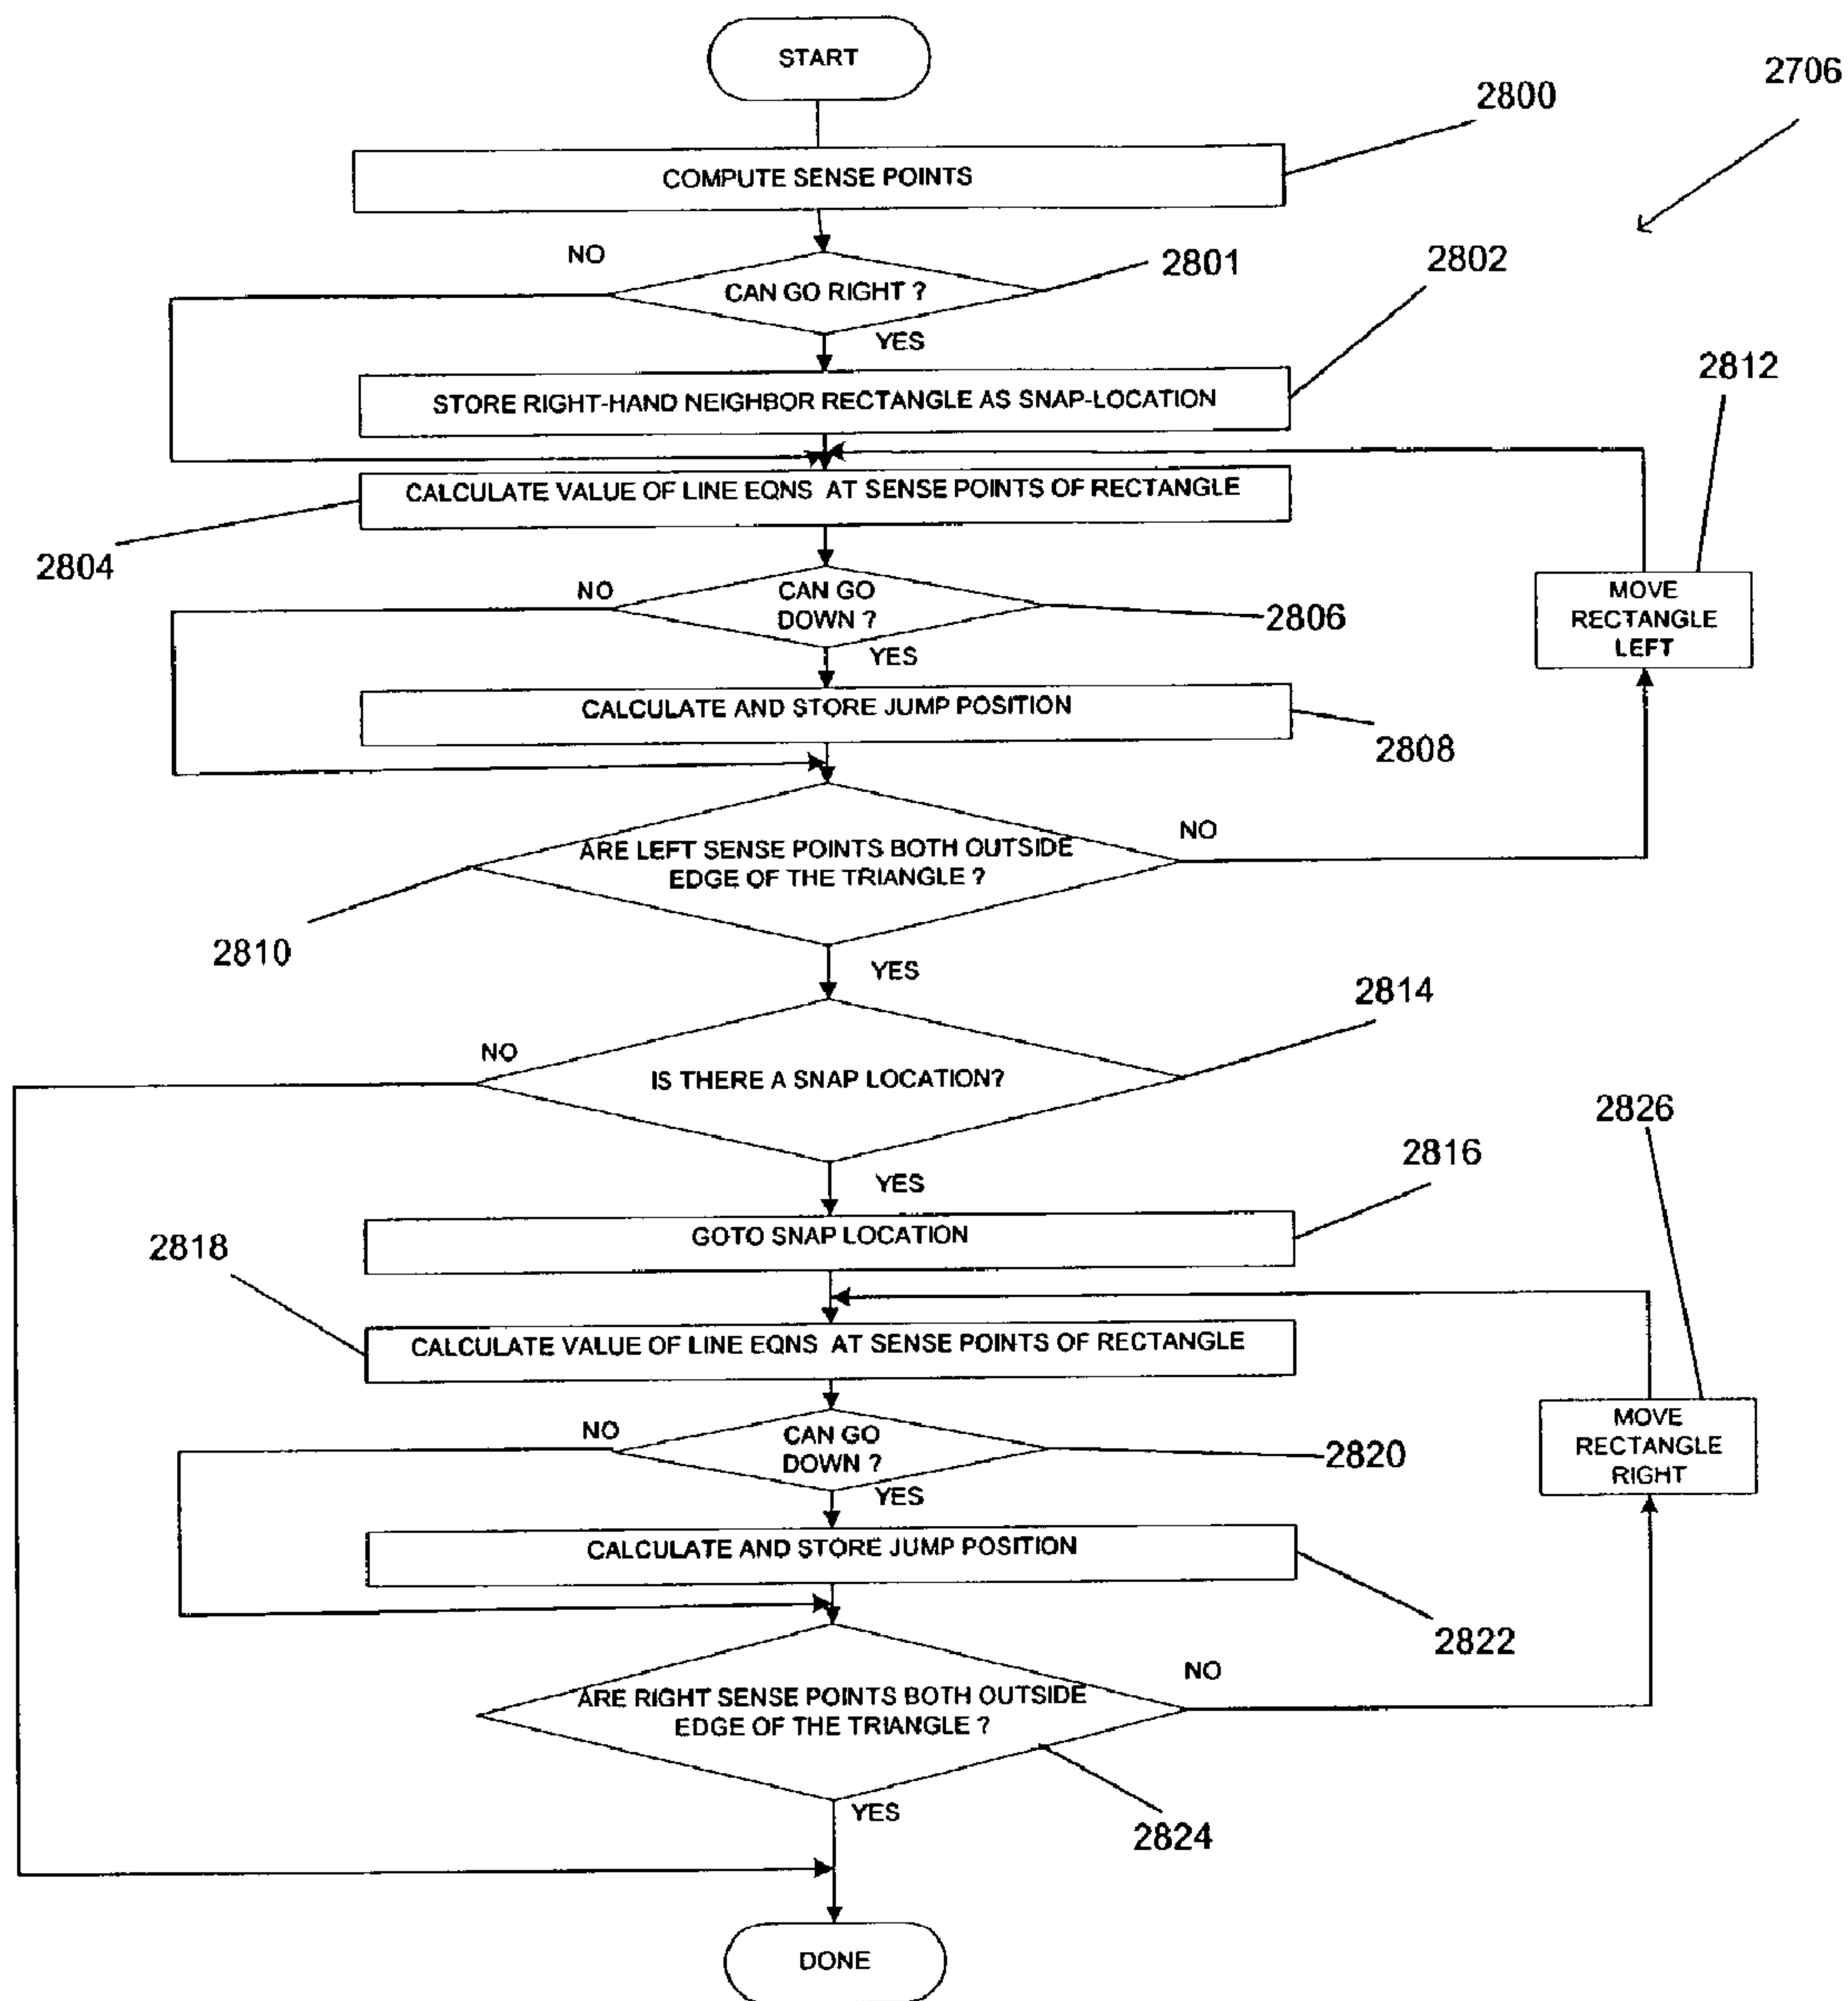 START
2706
2800
COMPUTE SENSE POINTS
NO
2801
2802
CAN GO RIGHT ?
YES
2812
STORE RIGHT-HAND NEIGHBOR RECTANGLE AS SNAP-LOCATION
CALCULATE VALUE OF LINE EQNS AT SENSE POINTS OF RECTANGLE
2804
NO
CAN GO
DOWN ?
2806
MOVE
RECTANGLE
LEFT
YES
CALCULATE AND STORE JUMP POSITION
2808
NO
ARE LEFT SENSE POINTS BOTH OUTSIDE
EDGE OF THE TRIANGLE ?
2810
YES
2814
NO
IS THERE A SNAP LOCATION?
2826
2816
YES
GOTO SNAP LOCATION
2818
CALCULATE VALUE OF LINE EQNS AT SENSE POINTS OF RECTANGLE
NO
CAN GO
DOWN ?
2820
MOVE
RECTANGLE
RIGHT
YES
CALCULATE AND STORE JUMP POSITION
2822
NO
ARE RIGHT SENSE POINTS BOTH OUTSIDE
EDGE OF THE TRIANGLE ?
YES
2824
DONE